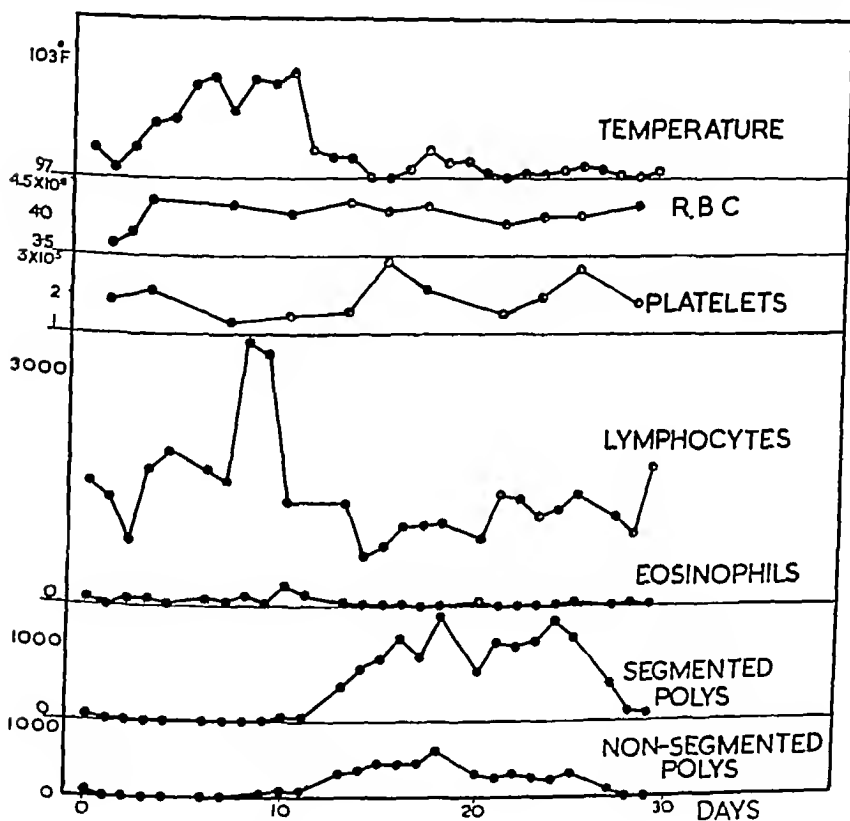 103°F
TEMPERATURE
97
4.5X10⁶
40
R.B C
35
3X10⁵
2
PLATELETS
1
3000
LYMPHOCYTES
EOSINOPHILS
0
1000
SEGMENTED
POLYS
0
1000
NON-SEGMENTED
POLYS
0
0 10 20 30 DAYS